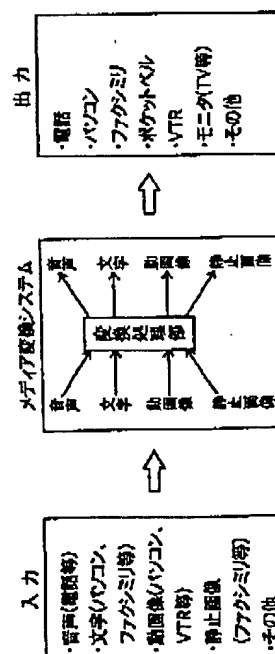 入力
・音声(電話等)
・文字(パソコン、
ファクシミリ等)
・動画像(パソコン、
VTR等)
・静止画像
(ファクシミリ等)
・その他
メディア変換システム
音声
文字
動画像
静止画像
変換処理部
音声
文字
動画像
静止画像
出力
・電話
・パソコン
・ファクシミリ
・ポケットベル
・VTR
・モニタ(TV等)
・その他